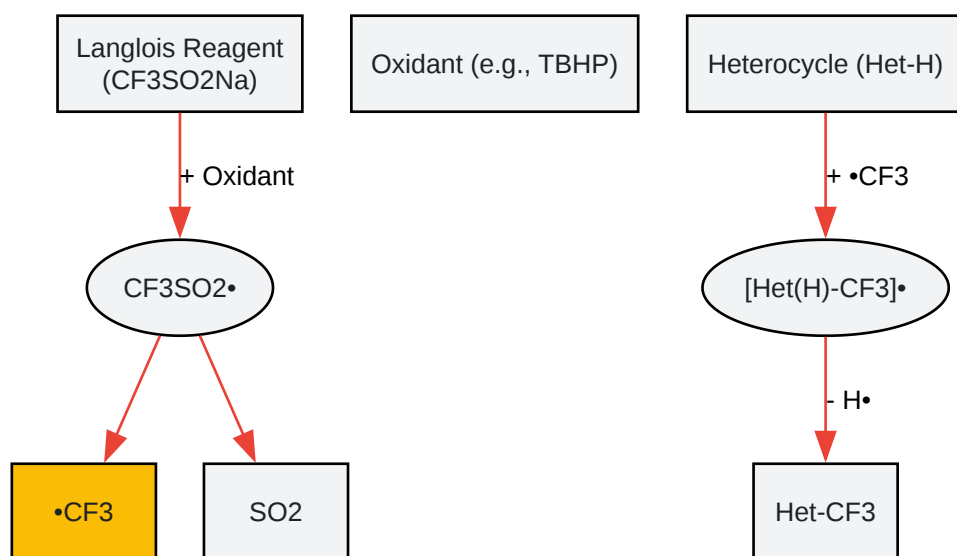 Langlois Reagent
(CF3SO2Na)
Oxidant (e.g., TBHP)
Heterocycle (Het-H)
+ Oxidant
+ •CF3
CF3SO2•
[Het(H)-CF3]•
- H•
•CF3
SO2
Het-CF3